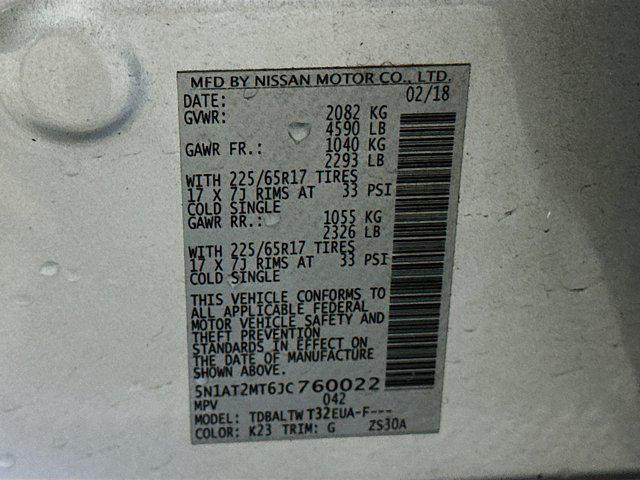 MFD BY NISSAN MOTOR CO., LTD.
DATE: 02/18
GVWR: 2082 KG
4590 LB
GAWR FR.: 1040 KG
2293 LB
WITH 225/65R17 TIRES
17 X 7J RIMS AT 33 PSI
COLD SINGLE
GAWR RR.: 1055 KG
2326 LB
WITH 225/65R17 TIRES
17 X 7J RIMS AT 33 PSI
COLD SINGLE
THIS VEHICLE CONFORMS TO
ALL APPLICABLE FEDERAL
MOTOR VEHICLE SAFETY AND
THEFT PREVENTION
STANDARDS IN EFFECT ON
THE DATE OF MANUFACTURE
SHOWN ABOVE.
5N1AT2MT6JC760022
MPV 042
MODEL: TDBALTW T32EUA-F---
COLOR: K23 TRIM: G ZS30A